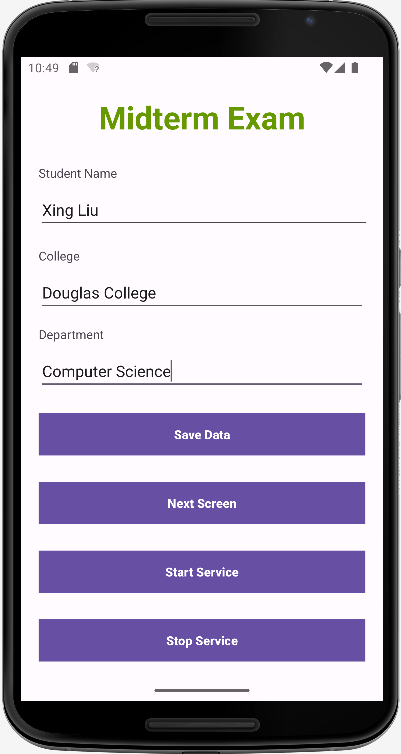 10:49
Midterm Exam
Student Name
Xing Liu
College
Douglas College
Department
Computer Science
Save Data
Next Screen
Start Service
Stop Service